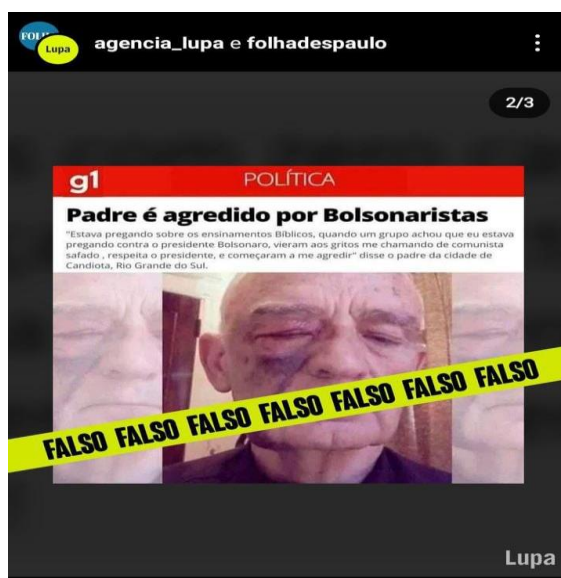 FOLH
Lupa
agencia_lupa e folhadespaulo
2/3
g1
POLÍTICA
Padre é agredido por Bolsonaristas
"Estava pregando sobre os ensinamentos Bíblicos, quando um grupo achou que eu estava
pregando contra o presidente Bolsonaro, vieram aos gritos me chamando de comunista
safado , respeita o presidente, e começaram a me agredir" disse o padre da cidade de
Candiota, Rio Grande do Sul.
FALSO FALSO FALSO FALSO FALSO FALSO FALSO
Lupa